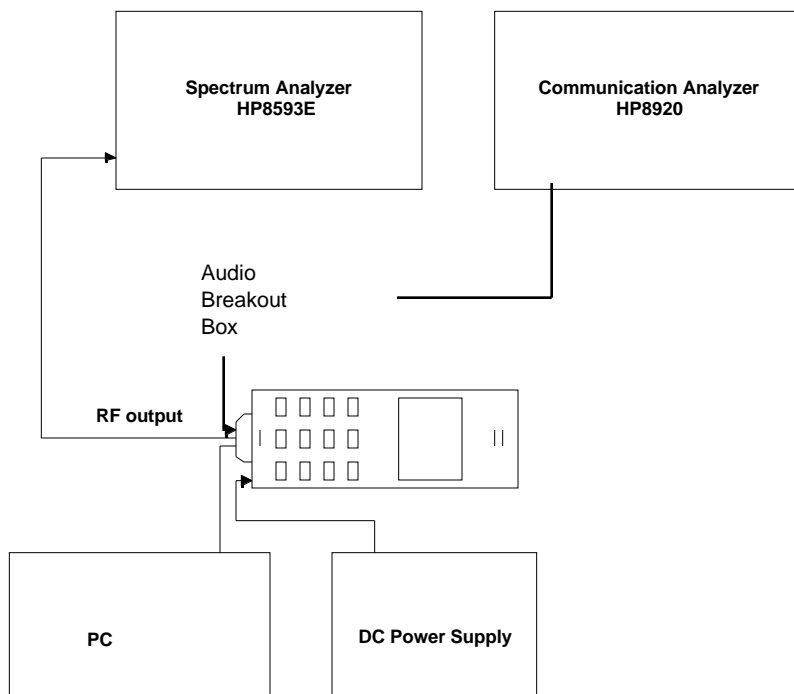 Spectrum Analyzer
HP8593E
Communication Analyzer
HP8920
Audio
Breakout
Box
RF output
PC
DC Power Supply